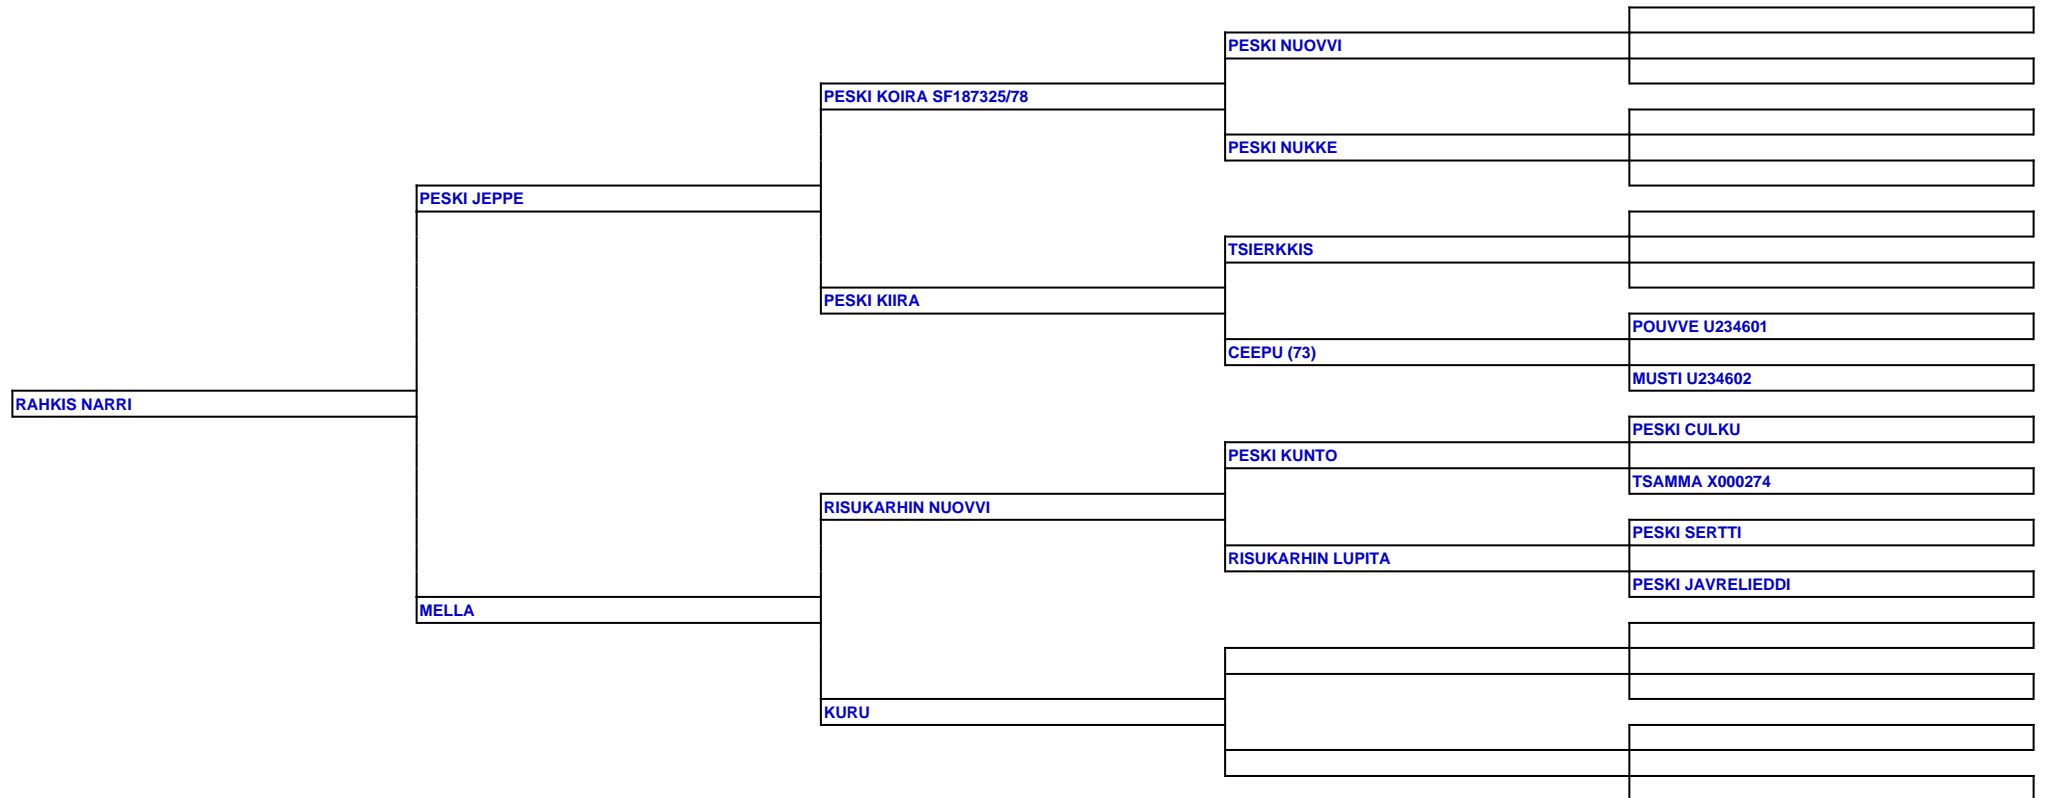 PESKI NUOVVI
PESKI KOIRA SF187325/78
PESKI NUKKE
PESKI JEPPE
TSIERKKIS
PESKI KIIRA
POUVVE U234601
CEEPU (73)
MUSTI U234602
RAHKIS NARRI
PESKI CULKU
PESKI KUNTO
TSAMMA X000274
RISUKARHIN NUOVVI
PESKI SERTTI
RISUKARHIN LUPITA
PESKI JAVRELIEDDI
MELLA
KURU